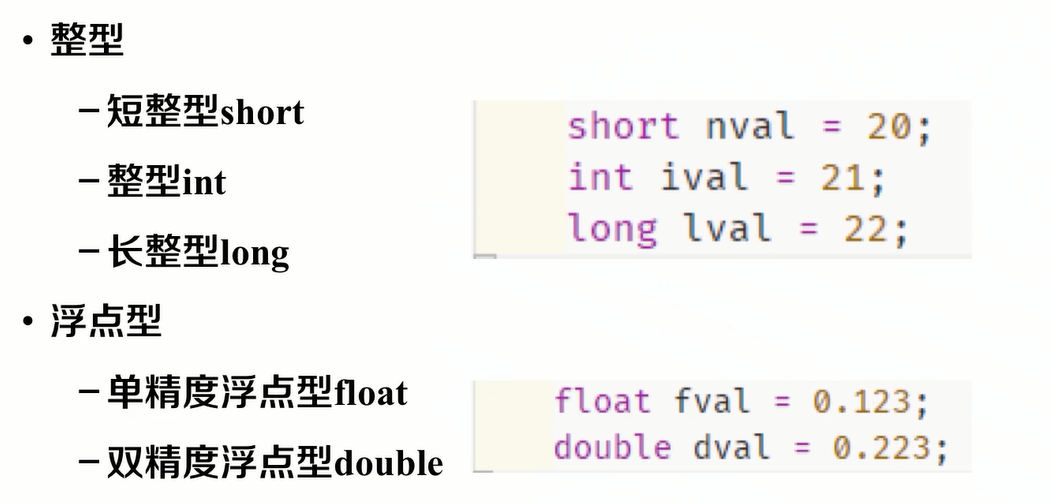 • 整型
– 短整型short
– 整型int
– 长整型long
short nval = 20;
int ival = 21;
long lval = 22;
• 浮点型
– 单精度浮点型float
– 双精度浮点型double
float fval = 0.123;
double dval = 0.223;